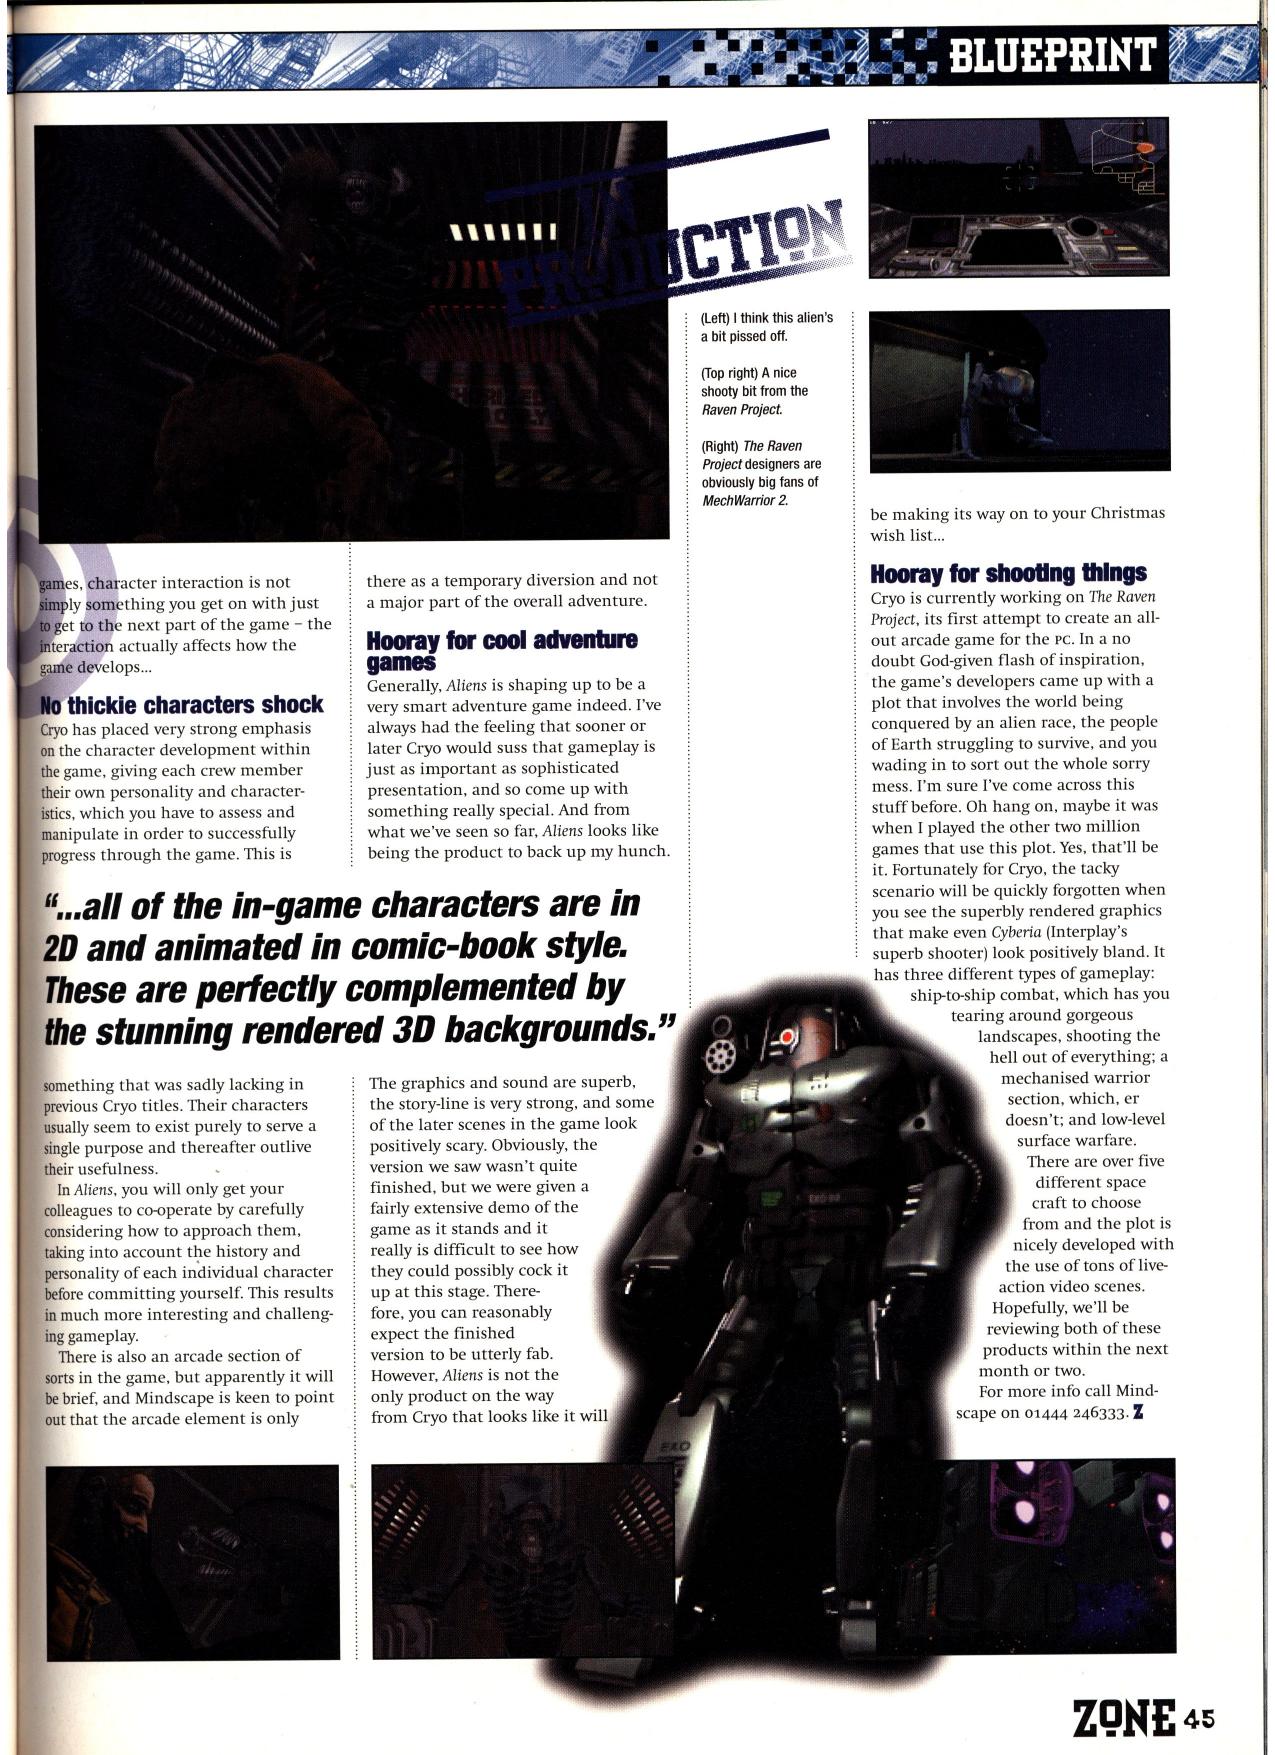 BLUEPRINT
IN
PRODUCTION
(Left) I think this alien's
a bit pissed off.
(Top right) A nice
shooty bit from the
Raven Project.
(Right) The Raven
Project designers are
obviously big fans of
MechWarrior 2.
games, character interaction is not
simply something you get on with just
to get to the next part of the game – the
interaction actually affects how the
game develops...
No thickie characters shock
Cryo has placed very strong emphasis
on the character development within
the game, giving each crew member
their own personality and character-
istics, which you have to assess and
manipulate in order to successfully
progress through the game. This is
"...all of the in-game characters are in
2D and animated in comic-book style.
These are perfectly complemented by
the stunning rendered 3D backgrounds."
something that was sadly lacking in
previous Cryo titles. Their characters
usually seem to exist purely to serve a
single purpose and thereafter outlive
their usefulness.
In Aliens, you will only get your
colleagues to co-operate by carefully
considering how to approach them,
taking into account the history and
personality of each individual character
before committing yourself. This results
in much more interesting and challeng-
ing gameplay.
There is also an arcade section of
sorts in the game, but apparently it will
be brief, and Mindscape is keen to point
out that the arcade element is only
there as a temporary diversion and not
a major part of the overall adventure.
Hooray for cool adventure
games
Generally, Aliens is shaping up to be a
very smart adventure game indeed. I've
always had the feeling that sooner or
later Cryo would suss that gameplay is
just as important as sophisticated
presentation, and so come up with
something really special. And from
what we've seen so far, Aliens looks like
being the product to back up my hunch.
The graphics and sound are superb,
the story-line is very strong, and some
of the later scenes in the game look
positively scary. Obviously, the
version we saw wasn't quite
finished, but we were given a
fairly extensive demo of the
game as it stands and it
really is difficult to see how
they could possibly cock it
up at this stage. There-
fore, you can reasonably
expect the finished
version to be utterly fab.
However, Aliens is not the
only product on the way
from Cryo that looks like it will
be making its way on to your Christmas
wish list...
Hooray for shooting things
Cryo is currently working on The Raven
Project, its first attempt to create an all-
out arcade game for the PC. In a no
doubt God-given flash of inspiration,
the game's developers came up with a
plot that involves the world being
conquered by an alien race, the people
of Earth struggling to survive, and you
wading in to sort out the whole sorry
mess. I'm sure I've come across this
stuff before. Oh hang on, maybe it was
when I played the other two million
games that use this plot. Yes, that'll be
it. Fortunately for Cryo, the tacky
scenario will be quickly forgotten when
you see the superbly rendered graphics
that make even Cyberia (Interplay's
superb shooter) look positively bland. It
has three different types of gameplay:
ship-to-ship combat, which has you
tearing around gorgeous
landscapes, shooting the
hell out of everything; a
mechanised warrior
section, which, er
doesn't; and low-level
surface warfare.
There are over five
different space
craft to choose
from and the plot is
nicely developed with
the use of tons of live-
action video scenes.
Hopefully, we'll be
reviewing both of these
products within the next
month or two.
For more info call Mind-
scape on 01444 246333. Z
EXO
ZONE 45